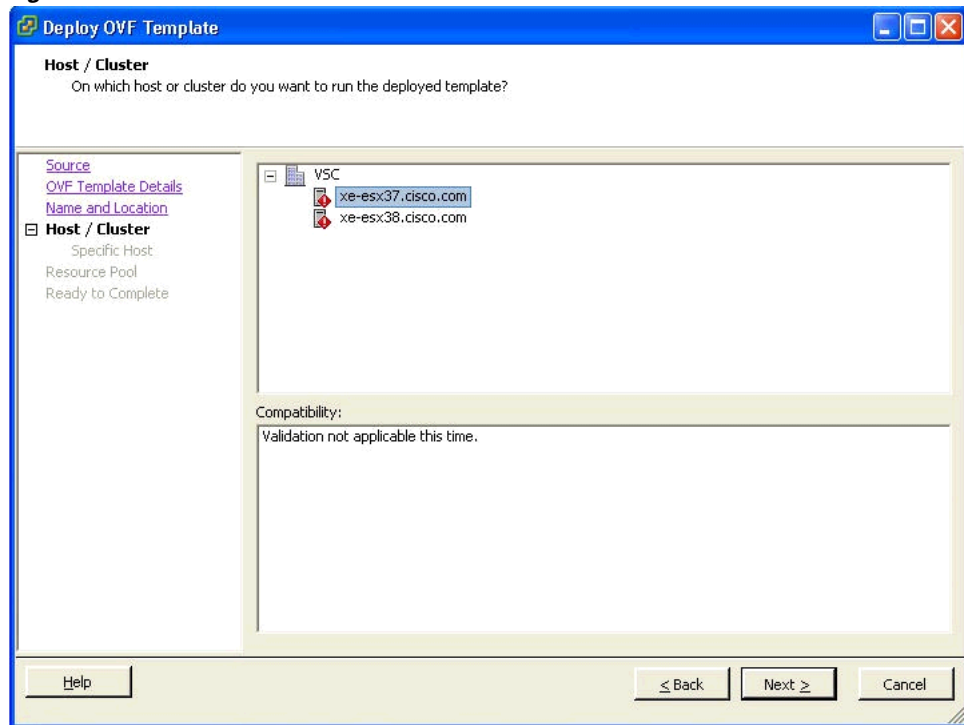 Deploy OVF Template
Host / Cluster
On which host or cluster do you want to run the deployed template?
Source
OVF Template Details
Name and Location
Host / Cluster
Specific Host
Resource Pool
Ready to Complete
VSC
xe-esx37.cisco.com
xe-esx38.cisco.com
Compatibility:
Validation not applicable this time.
Help
< Back
Next >
Cancel